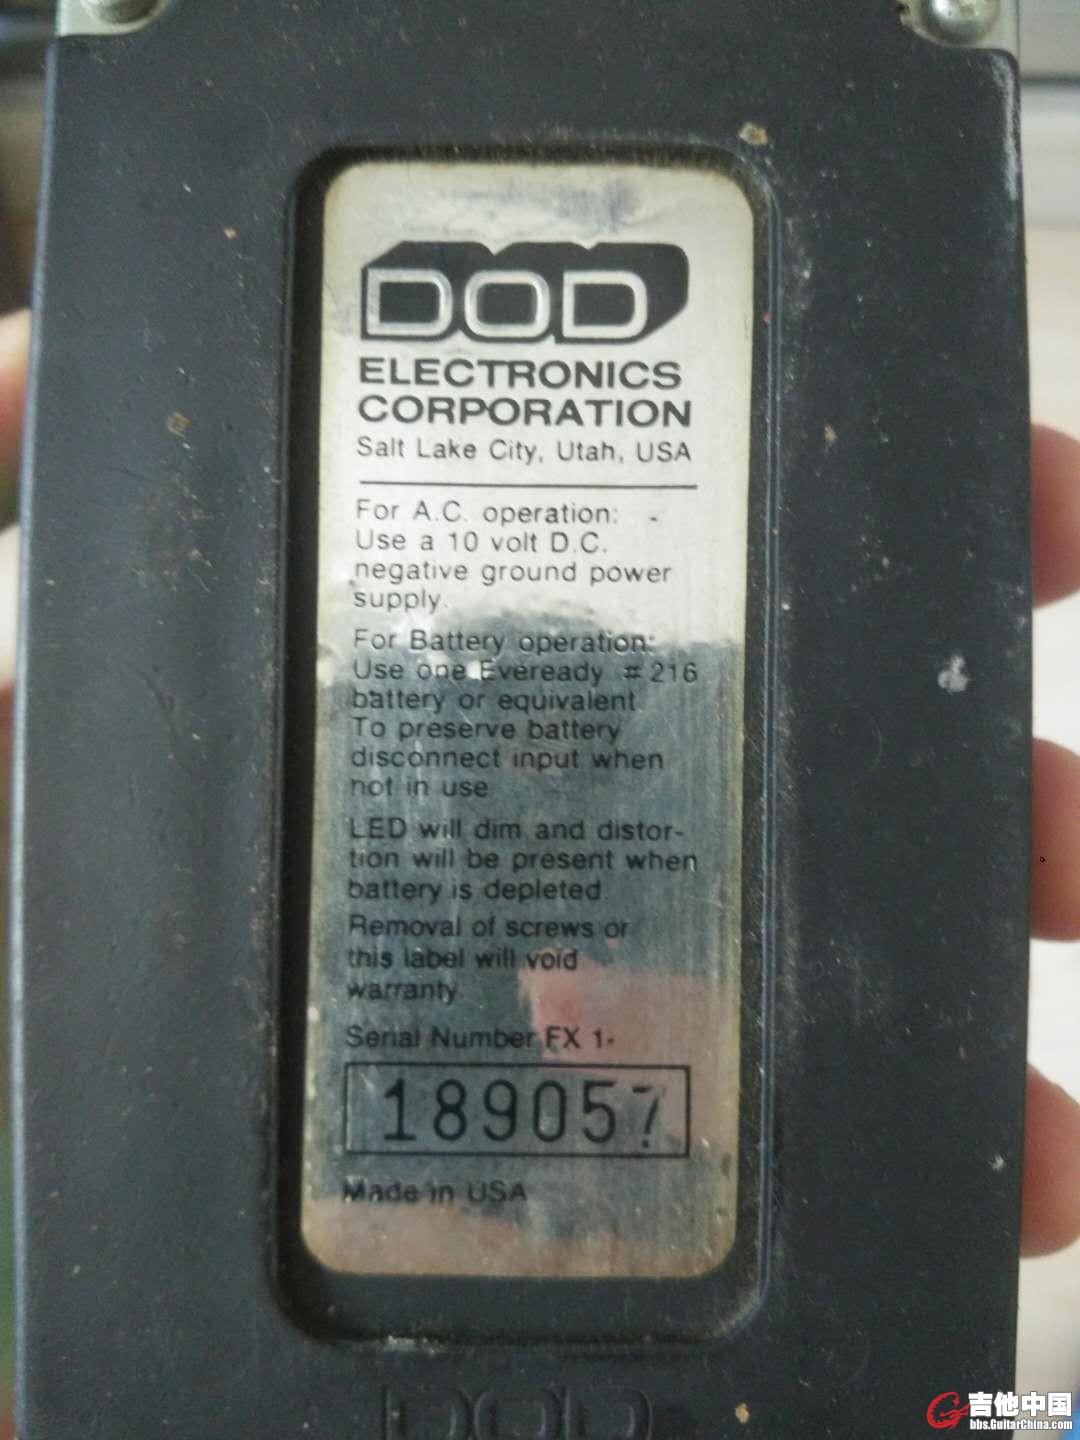 DOD
ELECTRONICS
CORPORATION
Salt Lake City, Utah, USA
For A.C. operation:
Use a 10 volt D.C.
negative ground power
supply.
For Battery operation:
Use one Eveready #216
battery or equivalent.
To preserve battery
disconnect input when
not in use
LED will dim and distor-
tion will be present when
battery is depleted.
Removal of screws or
this label will void
warranty.
Serial Number FX 1-
189057
Made in USA
DOD
吉他中国
bbs.GuitarChina.com